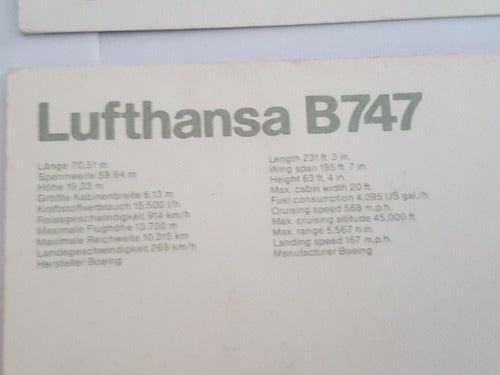 Lufthansa B747
Länge 70,51 m
Spannweite 59,64 m
Höhe 19,33 m
Größte Kabinenbreite 6,13 m
Kraftstoffverbrauch 15.500 l/h
Reisegeschwindigkeit 914 km/h
Maximale Flughöhe 13.700 m
Maximale Reichweite 10.315 km
Landegeschwindigkeit 269 km/h
Hersteller Boeing
Length 231 ft. 3 in.
Wing span 195 ft. 7 in.
Height 63 ft. 4 in.
Max. cabin width 20 ft.
Fuel consumption 4,095 US gal./h
Cruising speed 568 m.p.h.
Max. cruising altitude 45,000 ft.
Max. range 5,567 n.m.
Landing speed 167 m.p.h.
Manufacturer Boeing